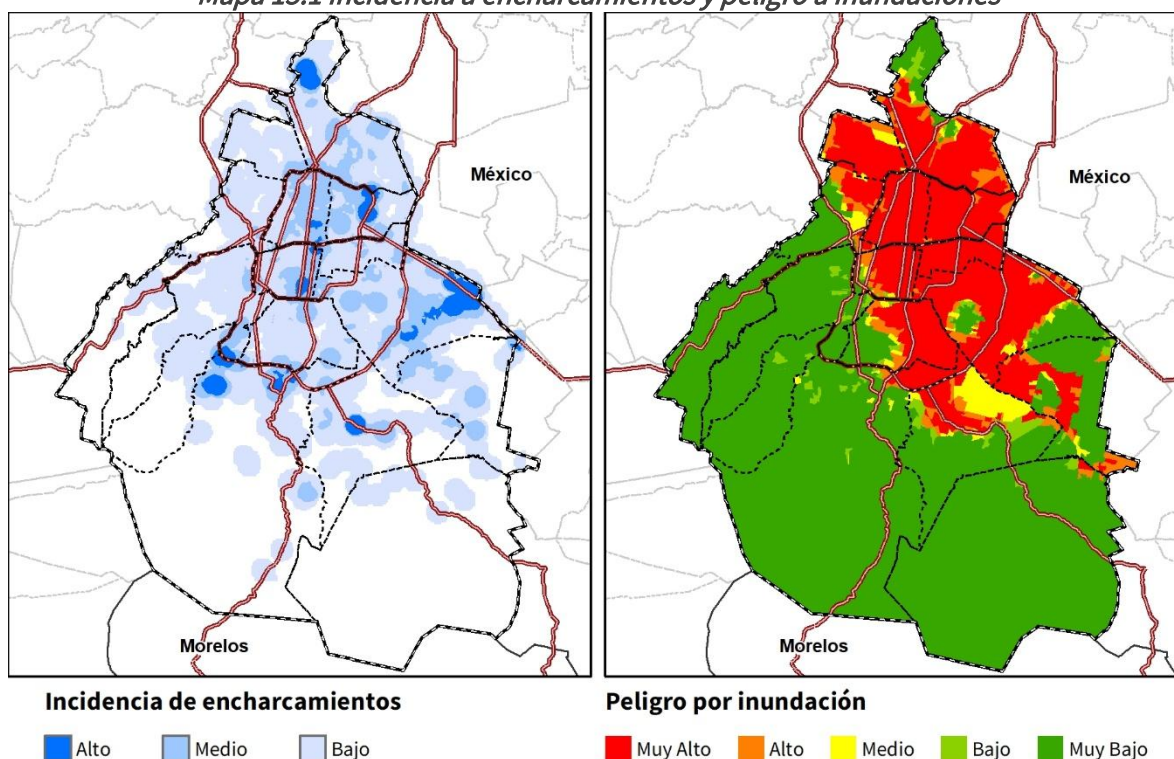 Mapa 15.1 Incidencia a encharcamientos y peligro a inundaciones
México
Morelos
México
Morelos
Incidencia de encharcamientos
Alto Medio Bajo
Peligro por inundación
Muy Alto Alto Medio Bajo Muy Bajo